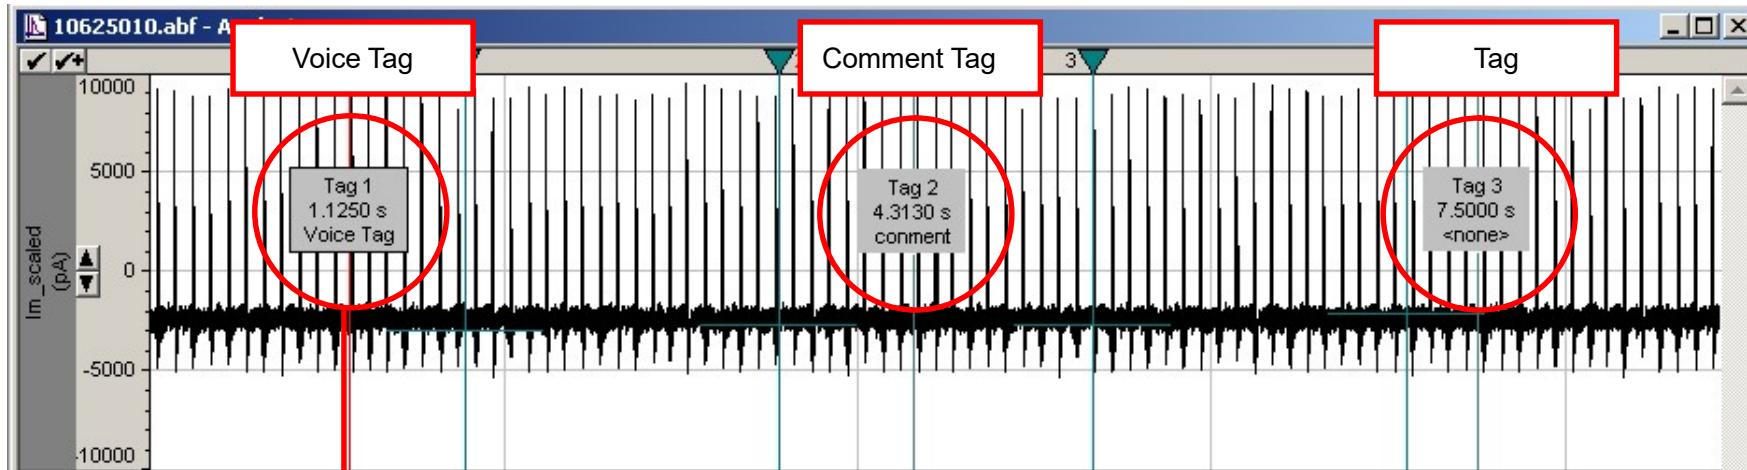 10625010.abf - A
Voice Tag
Comment Tag
Tag
3
10000
5000
0
-5000
-10000
Im_scaled
(pA)
Tag 1
1.1250 s
Voice Tag
Tag 2
4.3130 s
conment
Tag 3
7.5000 s
<none>